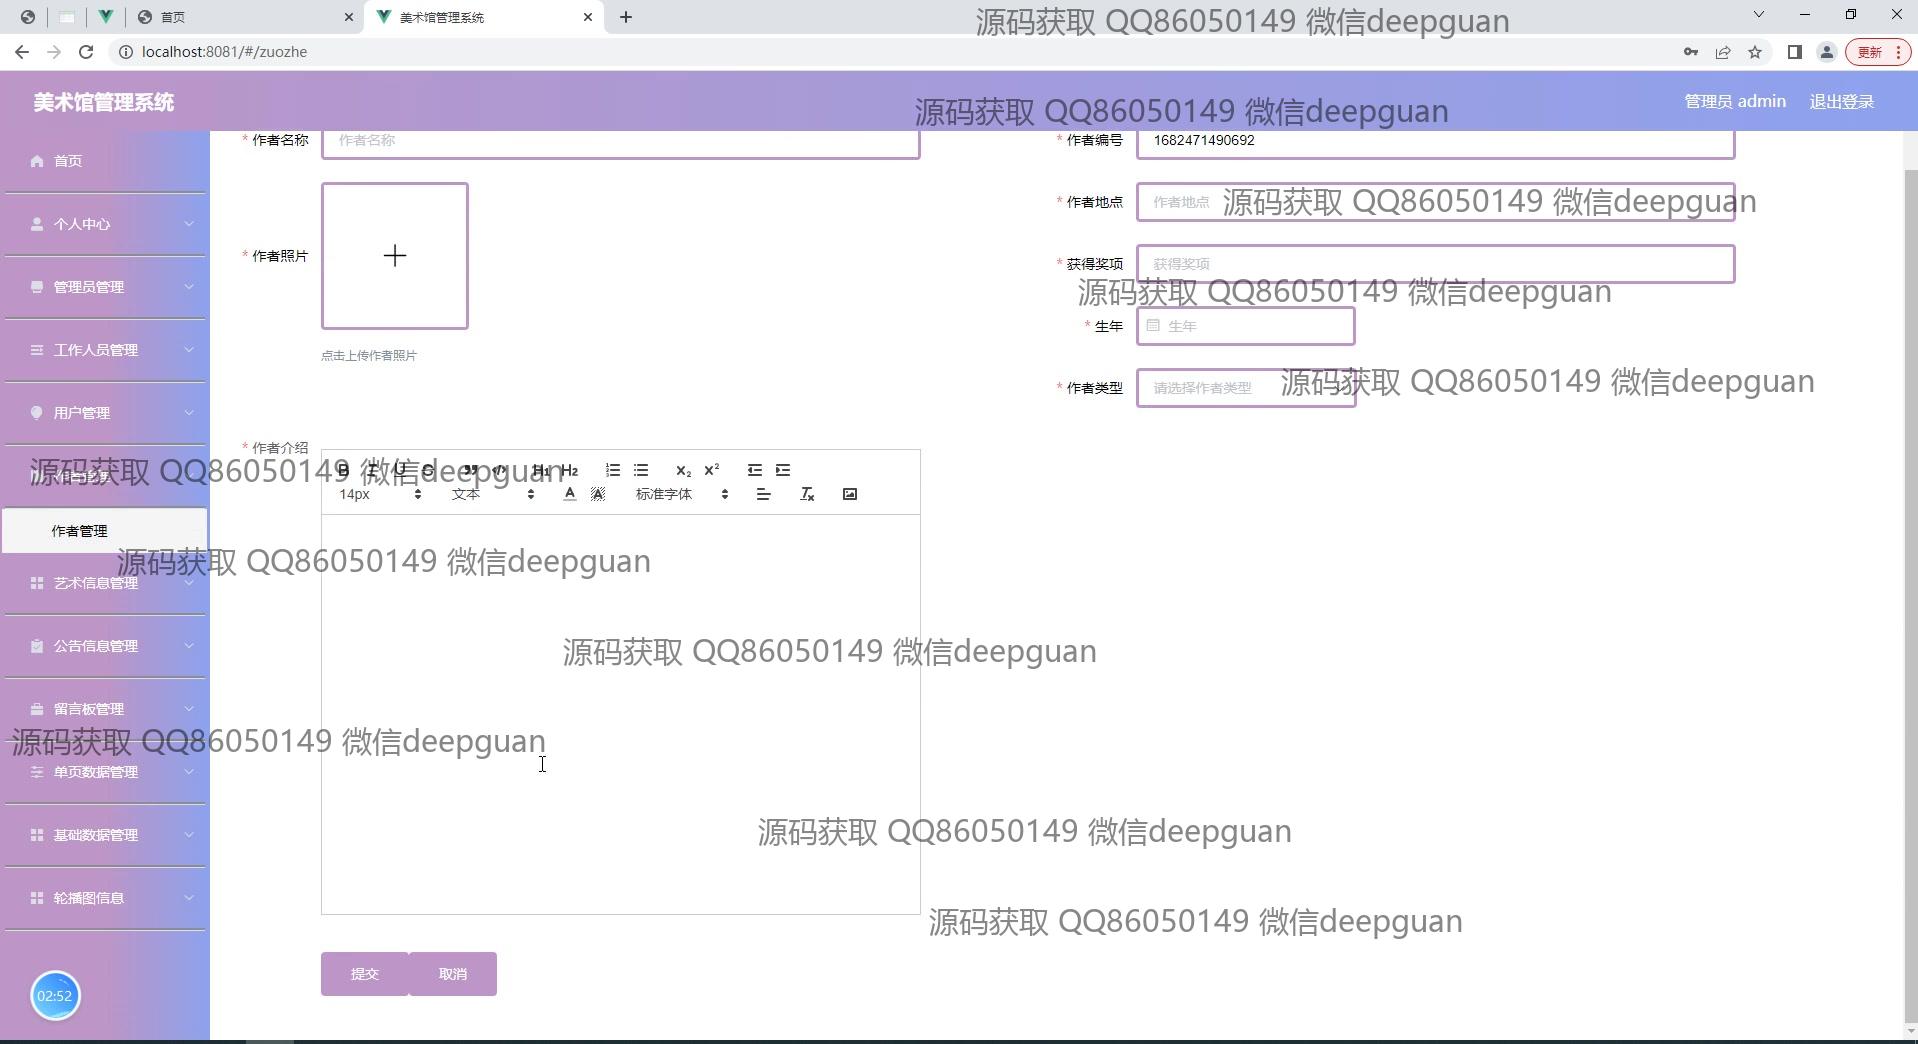 首页
美术馆管理系统
源码获取 QQ86050149 微信deepguan
localhost:8081/#/zuozhe
更新
美术馆管理系统
源码获取 QQ86050149 微信deepguan
管理员 admin
退出登录
首页
个人中心
管理员管理
工作人员管理
用户管理
源码获取 QQ86050149 微信deepguan
作者管理
源码获取 QQ86050149 微信deepguan
艺术信息管理
公告信息管理
留言板管理
源码获取 QQ86050149 微信deepguan
单页数据管理
基础数据管理
轮播图信息
02:52
* 作者名称
作者名称
* 作者编号
1682471490692
* 作者照片
点击上传作者照片
* 作者地点
作者地点
源码获取 QQ86050149 微信deepguan
* 获得奖项
获得奖项
源码获取 QQ86050149 微信deepguan
* 生年
生年
* 作者类型
请选择作者类型
源码获取 QQ86050149 微信deepguan
* 作者介绍
B I U S H1 H2 X2 X2
14px
文本
标准字体
源码获取 QQ86050149 微信deepguan
源码获取 QQ86050149 微信deepguan
源码获取 QQ86050149 微信deepguan
提交
取消